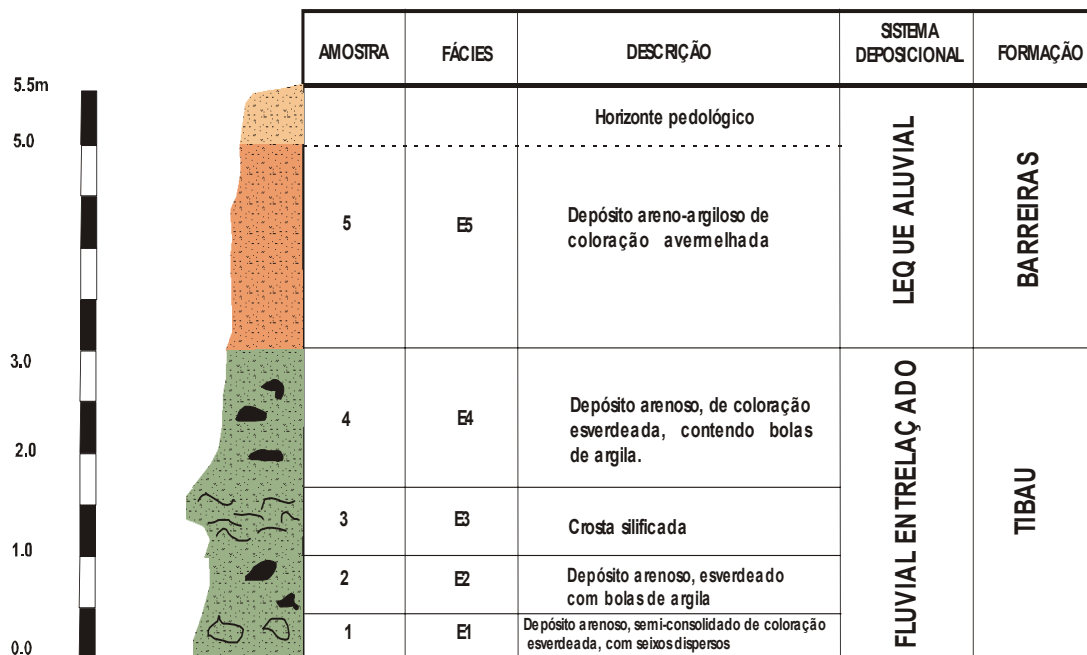 AMOSTRA
FÁCIES
DESCRIÇÃO
SISTEMA
DEPOSICIONAL
FORMAÇÃO
5.5m
5.0
3.0
2.0
1.0
0.0
Horizonte pedológico
5
E5
Depósito areno-argiloso de
coloração avermelhada
LEQUE ALUVIAL
BARREIRAS
4
E4
Depósito arenoso, de coloração
esverdeada, contendo bolas
de argila.
3
E3
Crosta silificada
2
E2
Depósito arenoso, esverdeado
com bolas de argila
1
E1
Depósito arenoso, semi-consolidado de coloração
esverdeada, com seixos dispersos
FLUVIAL ENTRELAÇADO
TIBAU